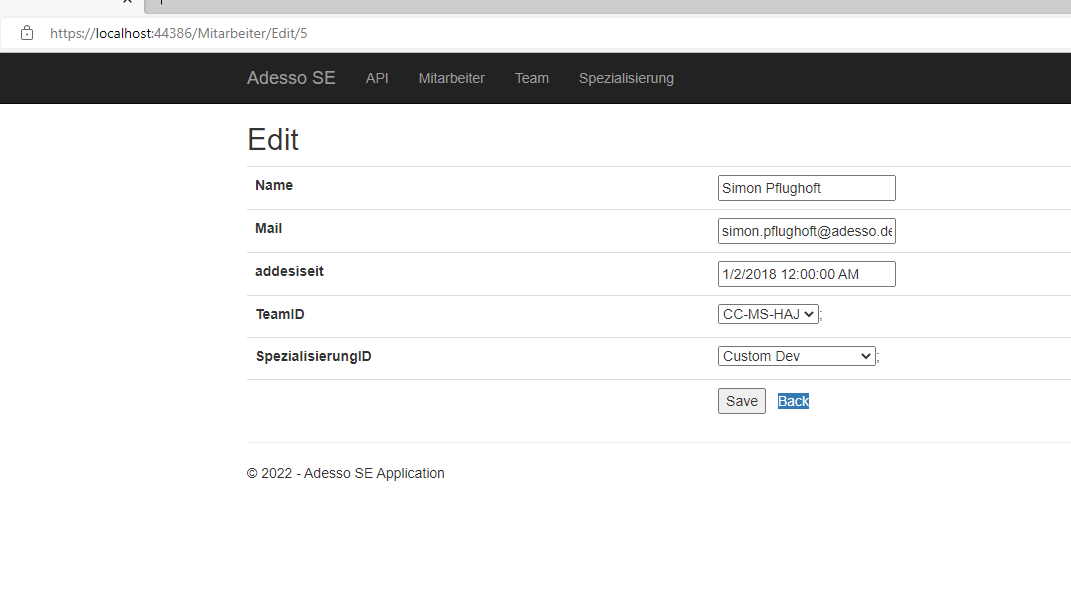 https://localhost:44386/Mitarbeiter/Edit/5
Adesso SE API Mitarbeiter Team Spezialisierung
Edit
Name Simon Pflughoft
Mail simon.pflughoft@adesso.de
addesiseit 1/2/2018 12:00:00 AM
TeamID CC-MS-HAJ ;
SpezialisierungID Custom Dev ;
Save Back
© 2022 - Adesso SE Application